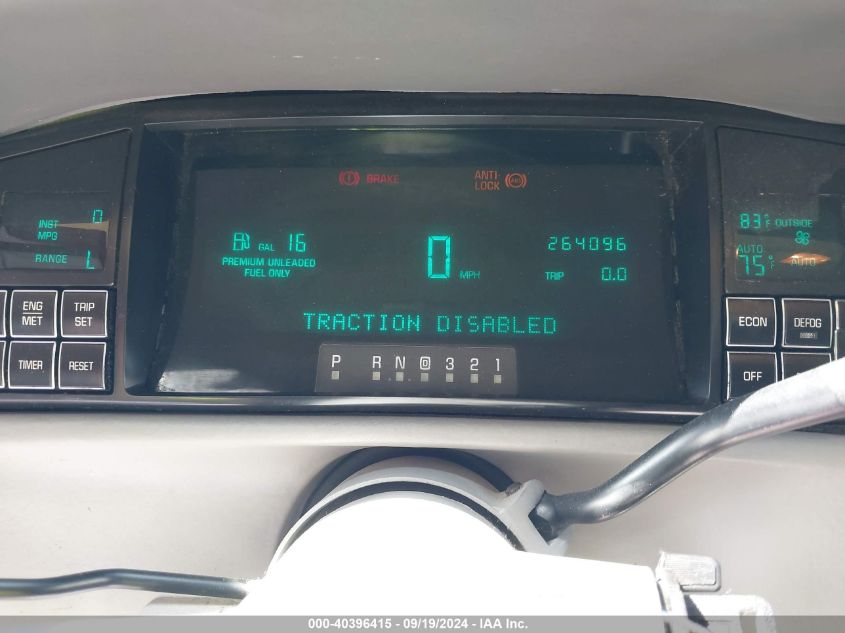 BRAKE
ANTI-
LOCK
ABS
INST 0
MPG
RANGE L
GAL 16
PREMIUM UNLEADED
FUEL ONLY
0 MPH
264096
TRIP 0.0
83°F OUTSIDE
AUTO
75°F AUTO
TRACTION DISABLED
ENG
MET
TRIP
SET
TIMER
RESET
P R N D 3 2 1
ECON
DEFOG
OFF
000-40396415 - 09/19/2024 - IAA Inc.